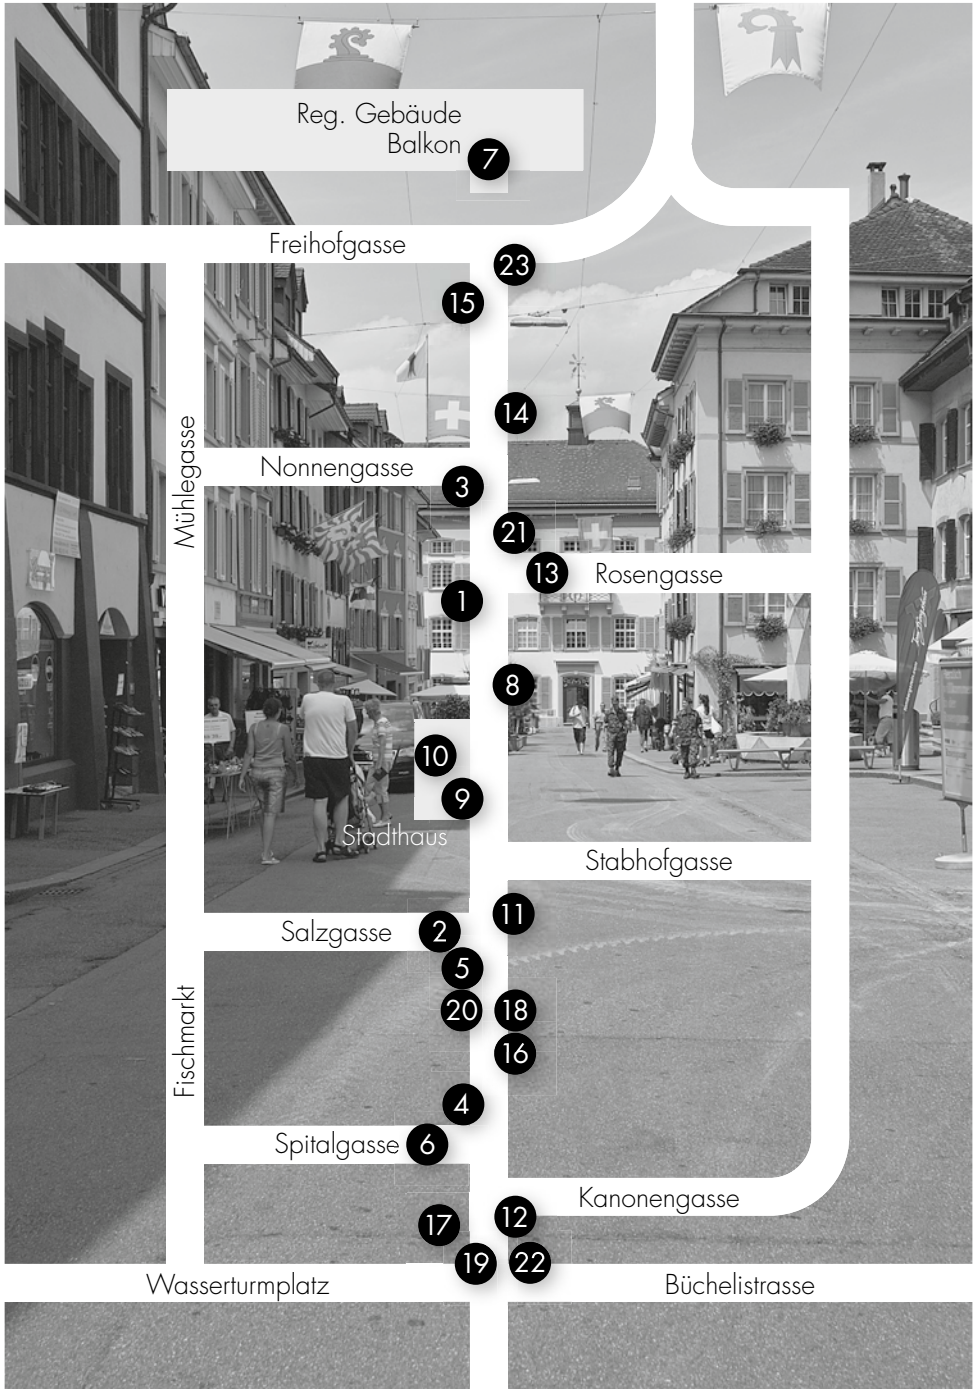 Reg. Gebäude
Balkon
7
Freihofgasse
23
15
14
Mühlegasse
Nonnengasse
3
21
13
Rosengasse
1
8
10
9
Stadthaus
Stabhofgasse
11
Salzgasse
2
5
20
18
16
Fischmarkt
4
Spitalgasse
6
Kanonengasse
12
17
19
22
Wasserturmplatz
Büchelistrasse